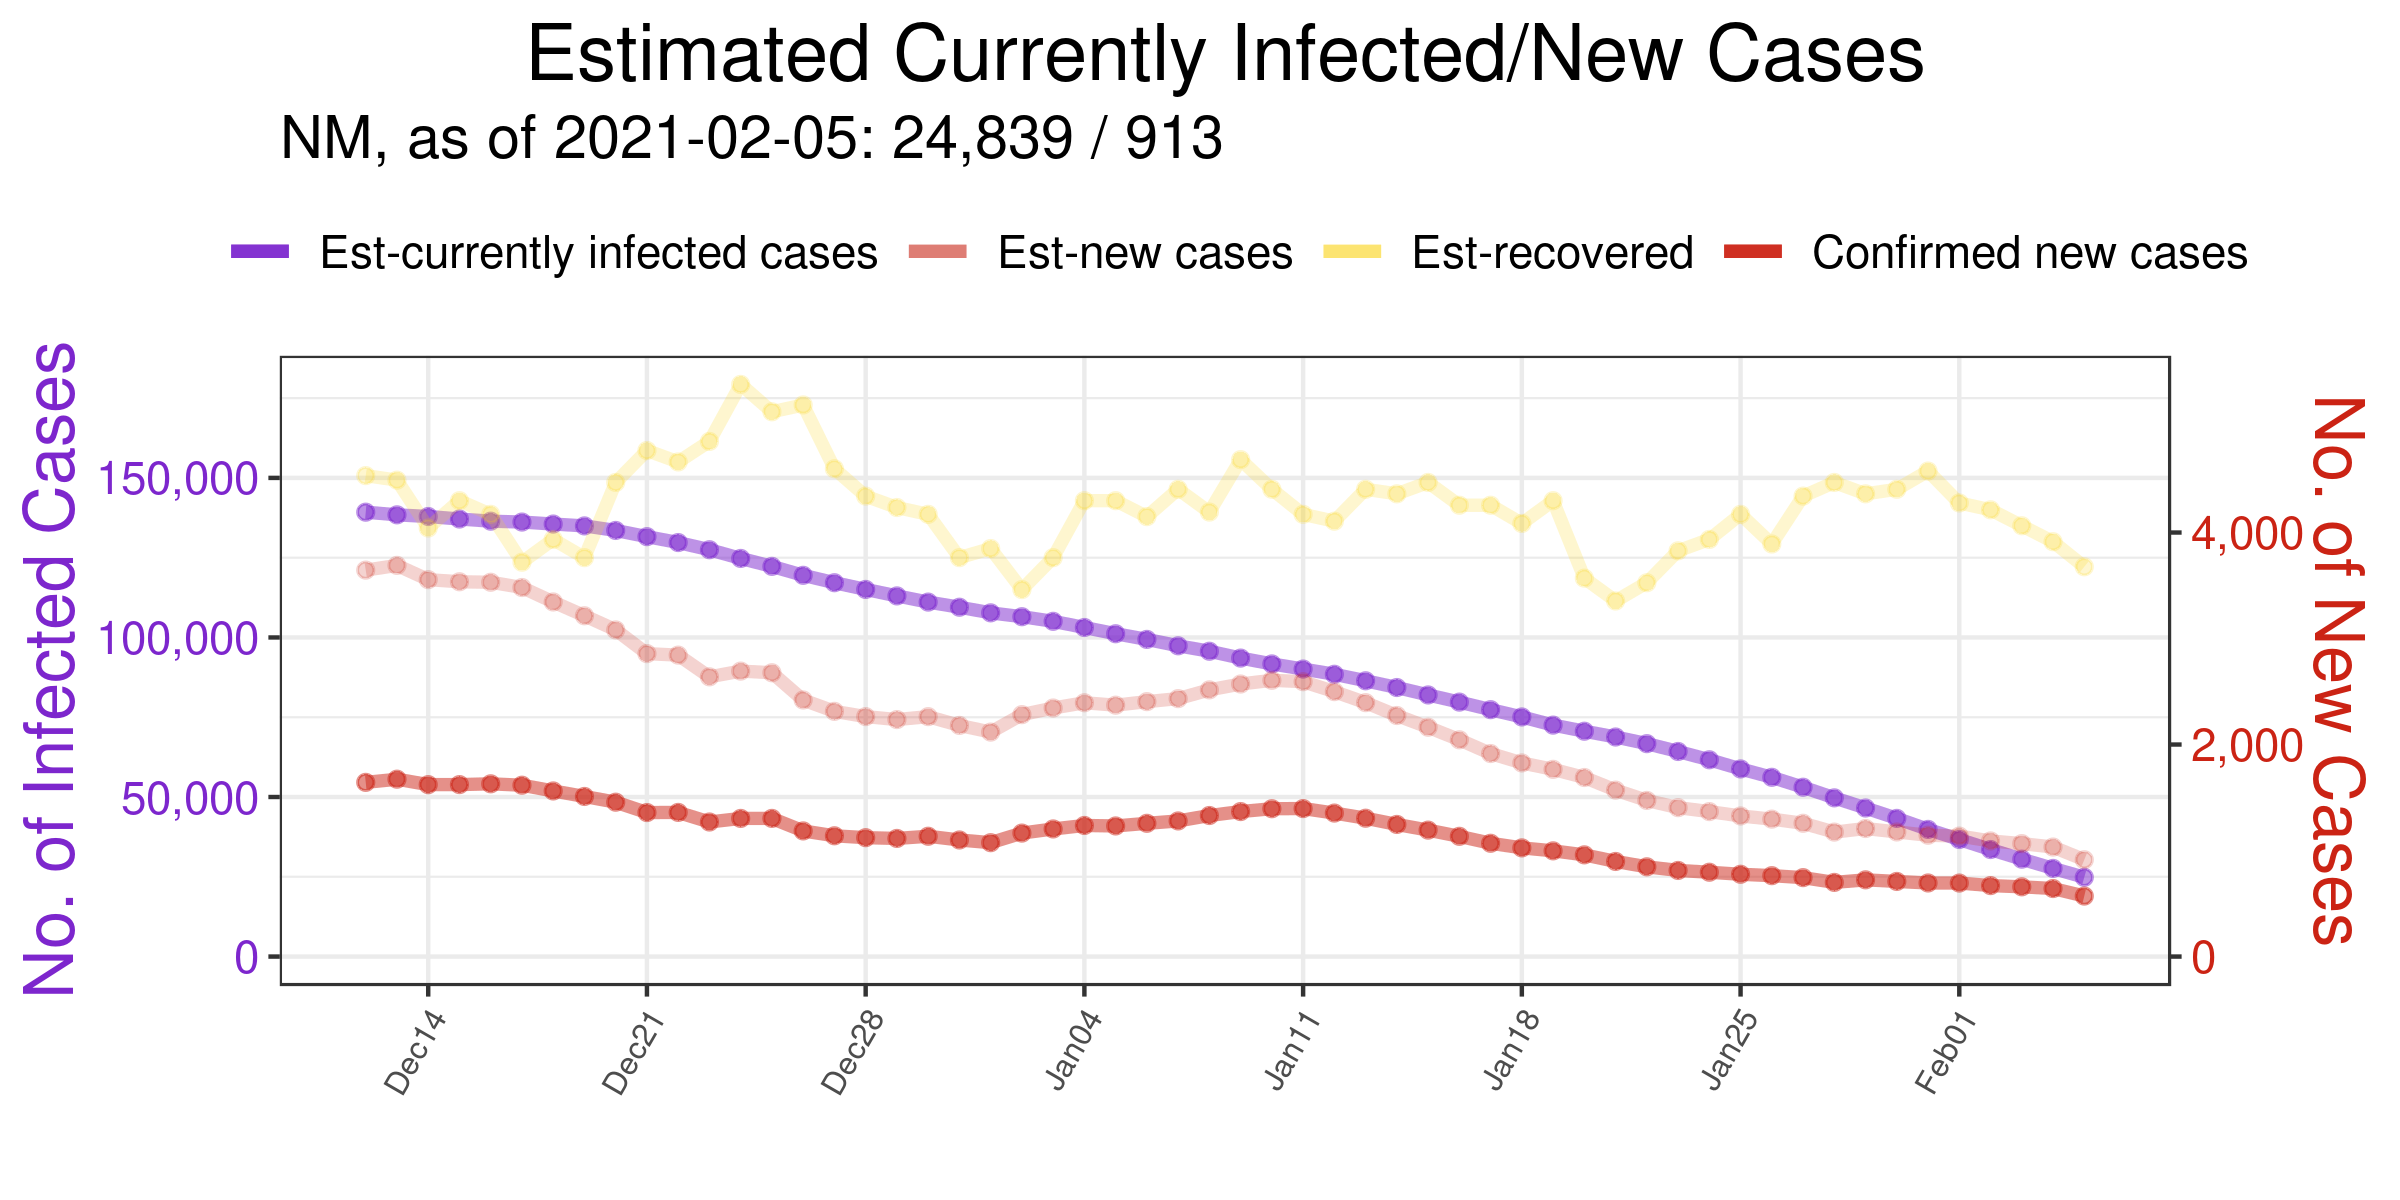 Estimated Currently Infected/New Cases
NM, as of 2021-02-05: 24,839 / 913
Est-currently infected cases Est-new cases Est-recovered Confirmed new cases
No. of Infected Cases
150,000
100,000
50,000
0
No. of New Cases
4,000
2,000
0
Dec14 Dec21 Dec28 Jan04 Jan11 Jan18 Jan25 Feb01